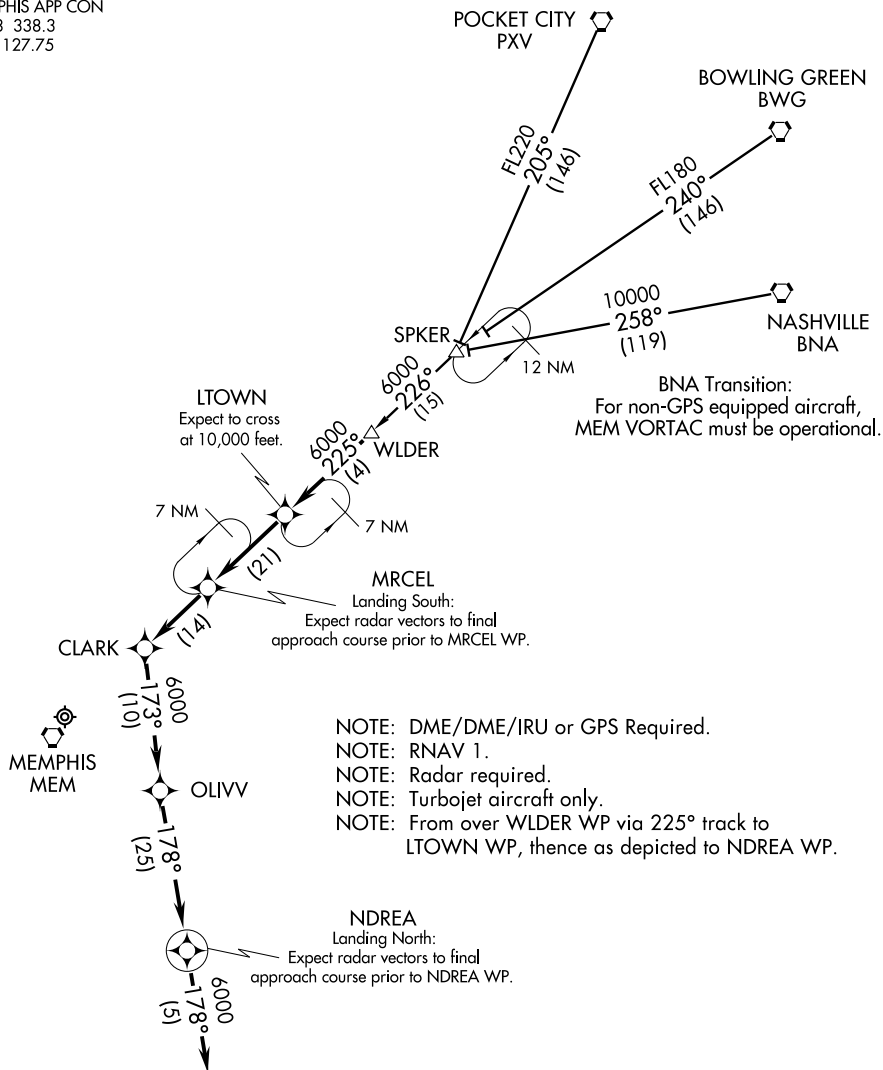 APP CON
338.3
127.75
POCKET CITY
PXV
BOWLING GREEN
BWG
FL220
205°
(146)
FL180
240°
(146)
10000
258°
(119)
NASHVILLE
BNA
SPKER
12 NM
BNA Transition:
For non-GPS equipped aircraft,
MEM VORTAC must be operational.
6000
226°
(15)
LTOWN
Expect to cross
at 10,000 feet.
6000
225°
(4)
WLDER
7 NM
7 NM
(21)
MRCEL
Landing South:
Expect radar vectors to final
approach course prior to MRCEL WP.
(14)
CLARK
6000
173°
(10)
MEMPHIS
MEM
OLIVV
NOTE: DME/DME/IRU or GPS Required.
NOTE: RNAV 1.
NOTE: Radar required.
NOTE: Turbojet aircraft only.
NOTE: From over WLDER WP via 225° track to
LTOWN WP, thence as depicted to NDREA WP.
178°
(25)
NDREA
Landing North:
Expect radar vectors to final
approach course prior to NDREA WP.
6000
178°
(5)